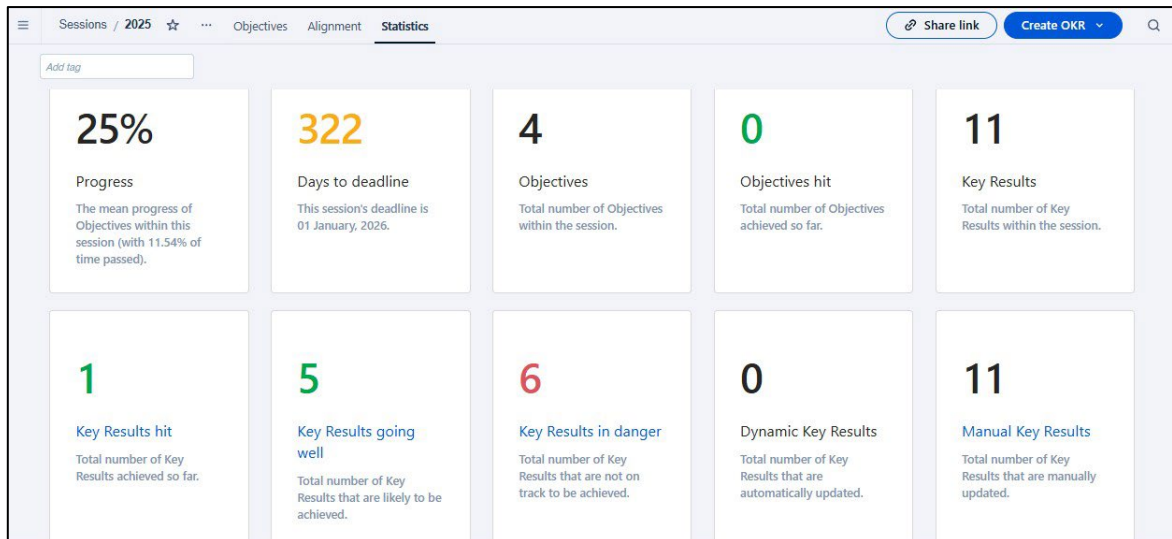 Sessions / 2025 ... Objectives Alignment Statistics Share link Create OKR
Add tag
25%
Progress
The mean progress of
Objectives within this
session (with 11.54% of
time passed).
322
Days to deadline
This session's deadline is
01 January, 2026.
4
Objectives
Total number of Objectives
within the session.
0
Objectives hit
Total number of Objectives
achieved so far.
11
Key Results
Total number of Key
Results within the session.
1
Key Results hit
Total number of Key
Results achieved so far.
5
Key Results going
well
Total number of Key
Results that are likely to be
achieved.
6
Key Results in danger
Total number of Key
Results that are not on
track to be achieved.
0
Dynamic Key Results
Total number of Key
Results that are
automatically updated.
11
Manual Key Results
Total number of Key
Results that are manually
updated.